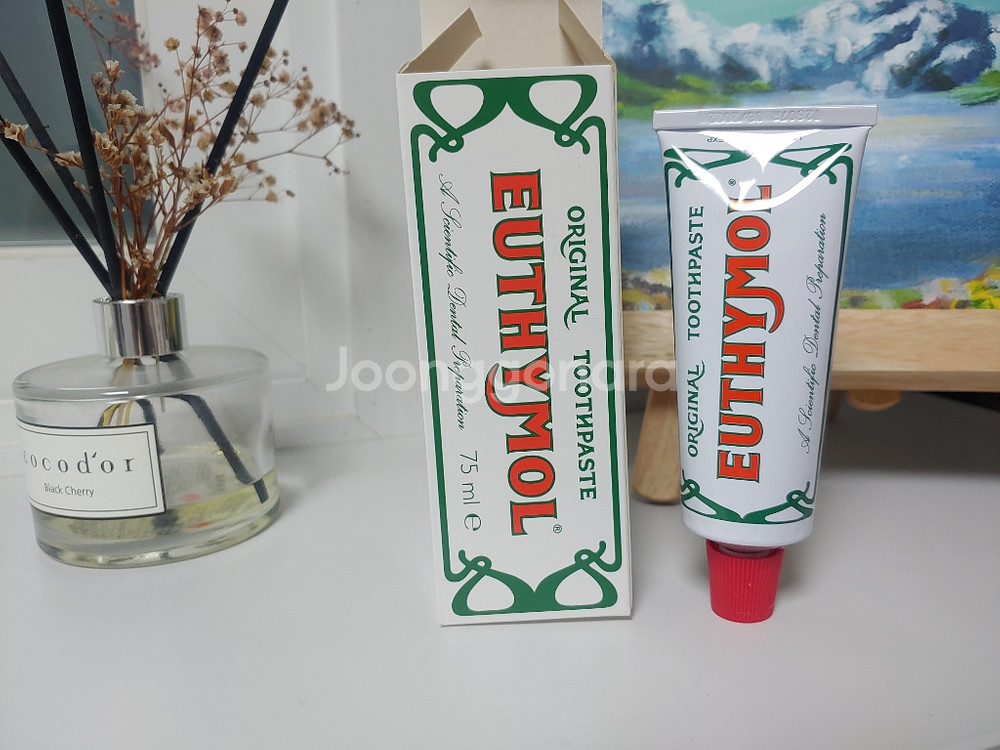 ORIGINAL TOOTHPASTE
EUTHYMOL®
A Scientific Dental Preparation
75 ml e
ORIGINAL TOOTHPASTE
EUTHYMOL®
A Scientific Dental Preparation
cocod'or
Black Cherry
Joonggonara